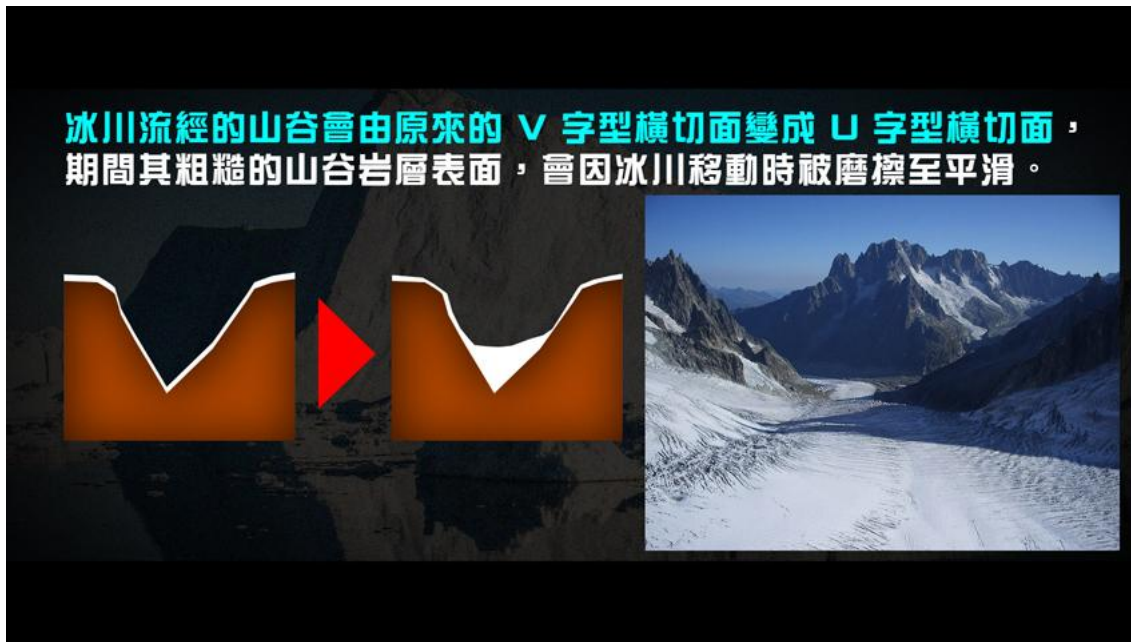 冰川流經的山谷會由原來的 V 字型橫切面變成 U 字型橫切面，
期間其粗糙的山谷岩層表面，會因冰川移動時被磨擦至平滑。